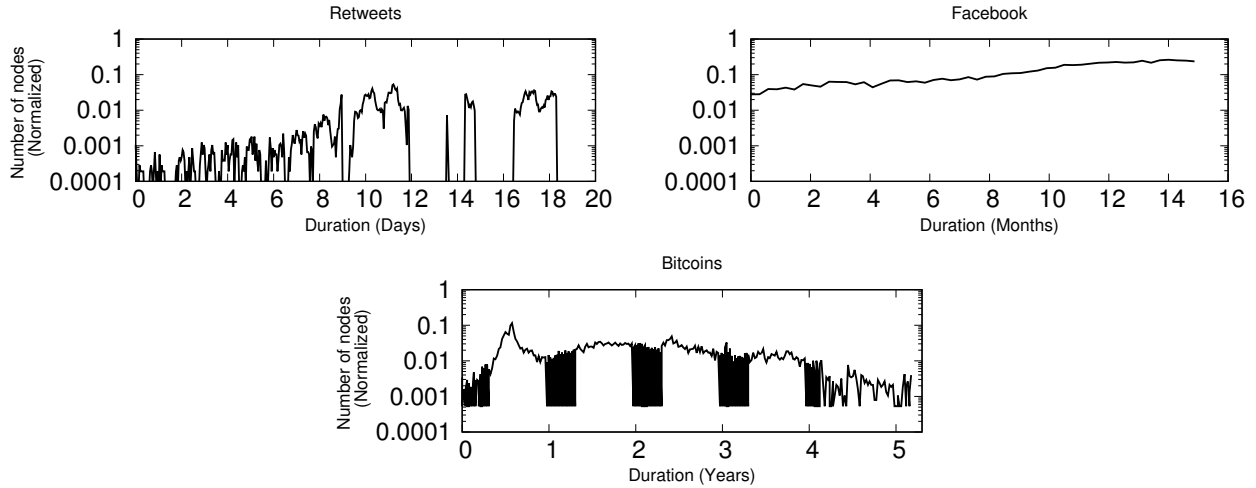 Retweets
Number of nodes
(Normalized)
1
0.1
0.01
0.001
0.0001
0 2 4 6 8 10 12 14 16 18 20
Duration (Days)
Facebook
1
0.1
0.01
0.001
0.0001
0 2 4 6 8 10 12 14 16
Duration (Months)
Bitcoins
Number of nodes
(Normalized)
1
0.1
0.01
0.001
0.0001
0 1 2 3 4 5
Duration (Years)